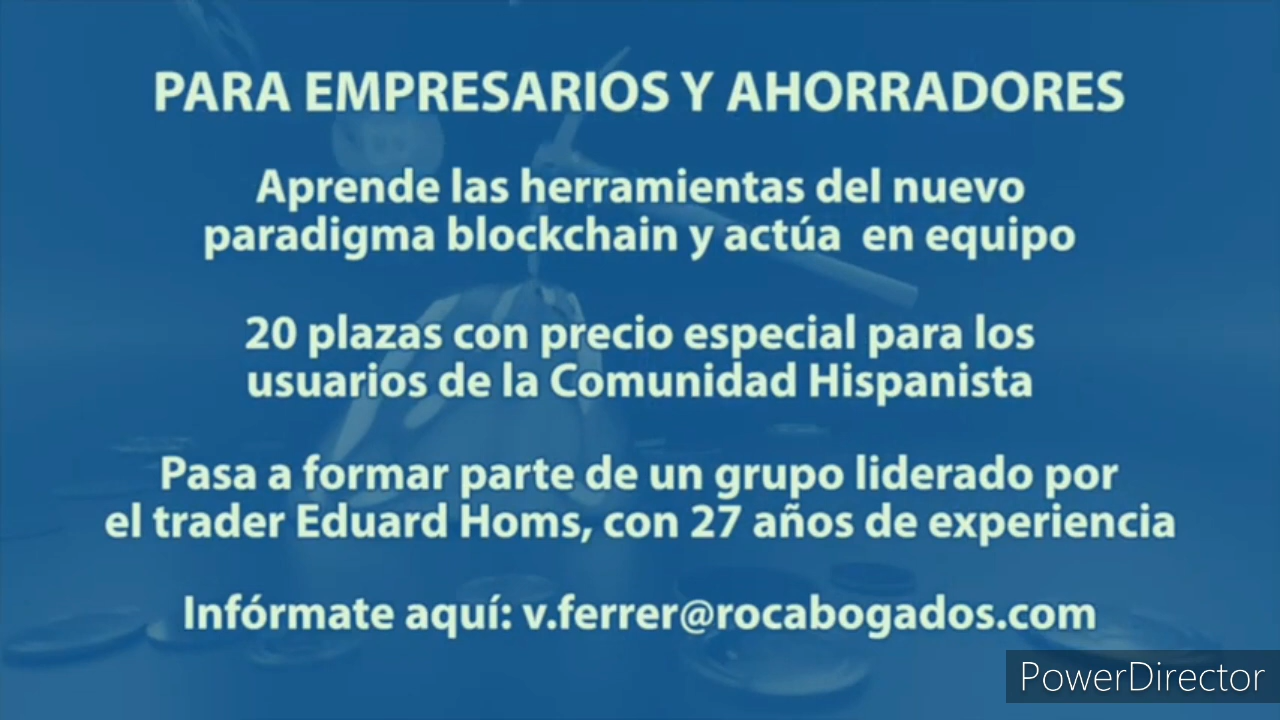 PARA EMPRESARIOS Y AHORRADORES
Aprende las herramientas del nuevo
paradigma blockchain y actúa en equipo
20 plazas con precio especial para los
usuarios de la Comunidad Hispanista
Pasa a formar parte de un grupo liderado por
el trader Eduard Homs, con 27 años de experiencia
Infórmate aquí: v.ferrer@rocabogados.com
PowerDirector